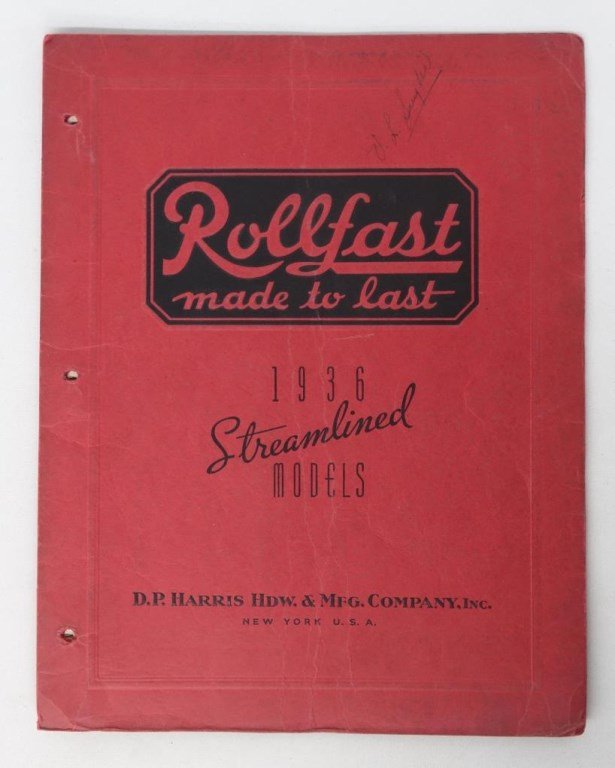 Rollfast
made to last
1936
Streamlined
MODELS
D.P. HARRIS HDW. & MFG. COMPANY, INC.
NEW YORK U.S.A.